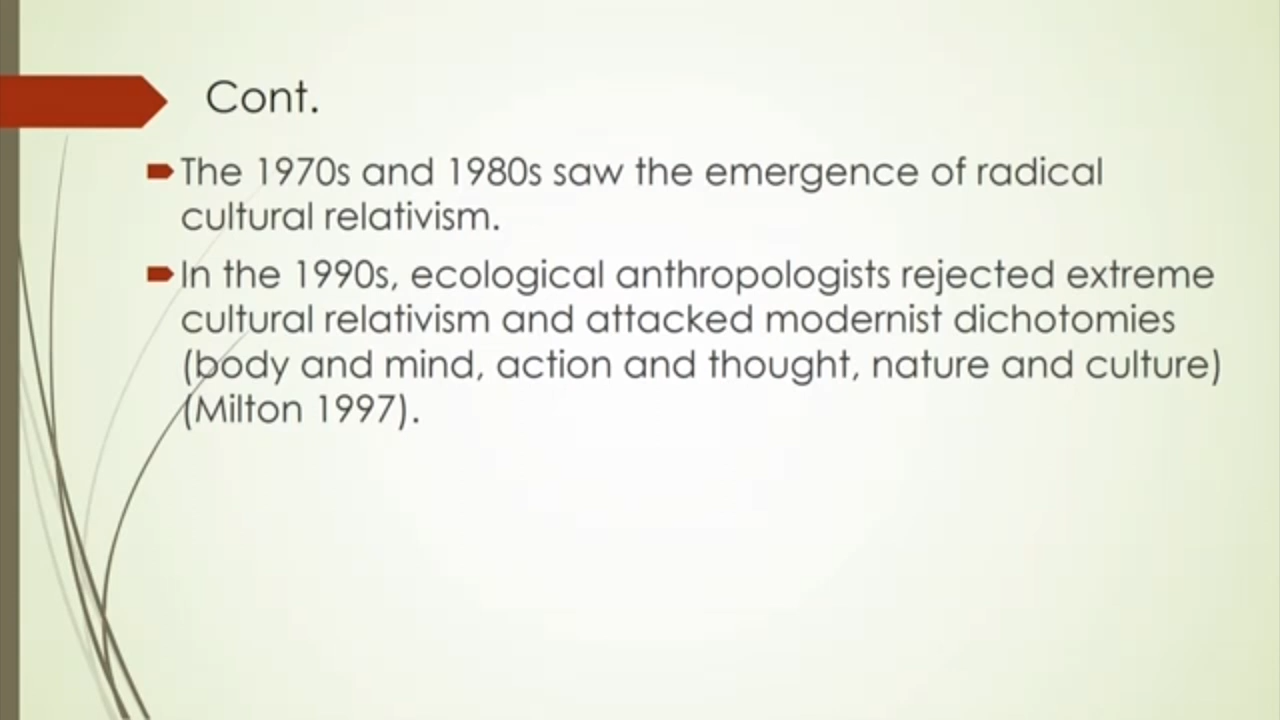 Cont.
The 1970s and 1980s saw the emergence of radical
cultural relativism.
In the 1990s, ecological anthropologists rejected extreme
cultural relativism and attacked modernist dichotomies
(body and mind, action and thought, nature and culture)
(Milton 1997).